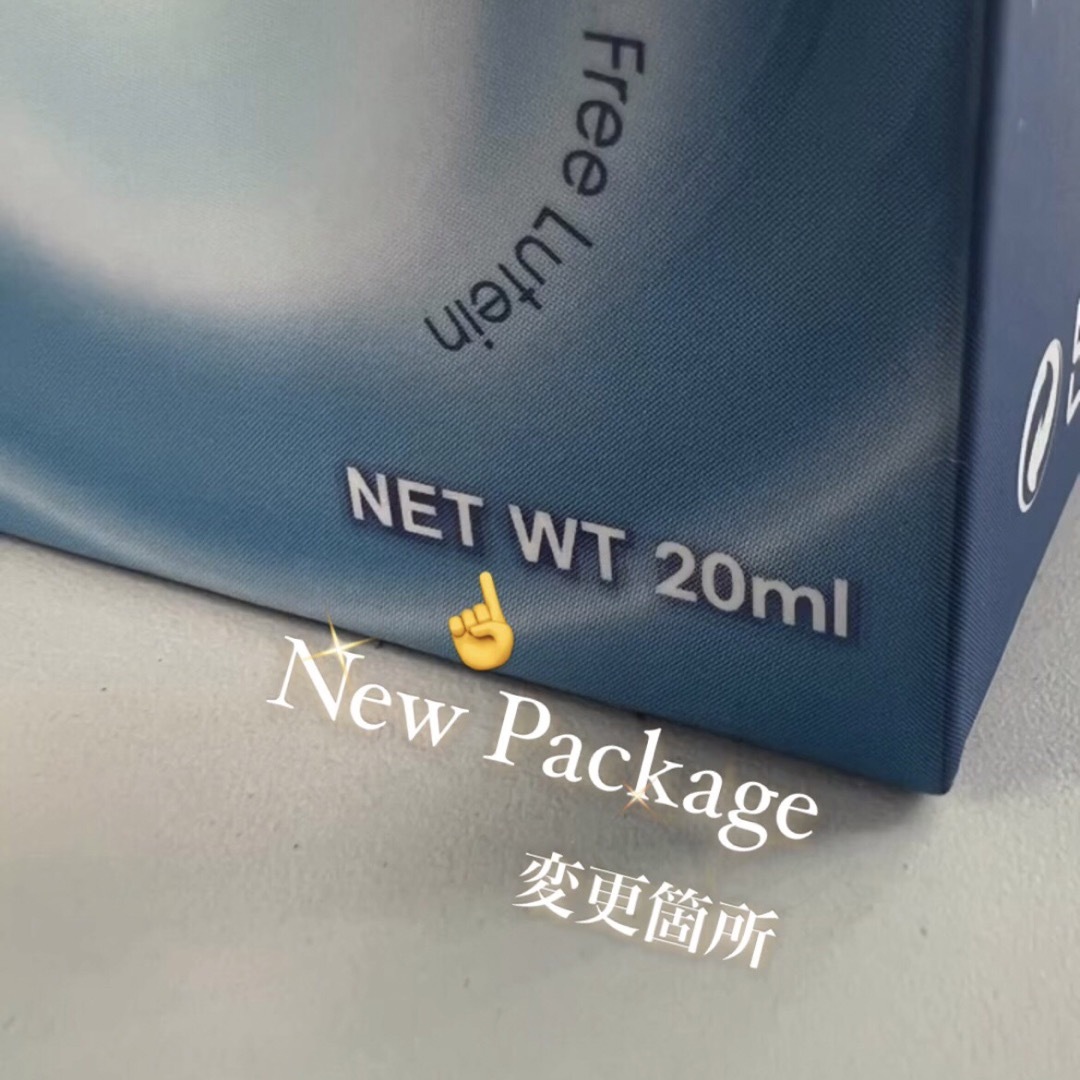 Free Lutein
NET WT 20ml
☝️
New Package
変更箇所